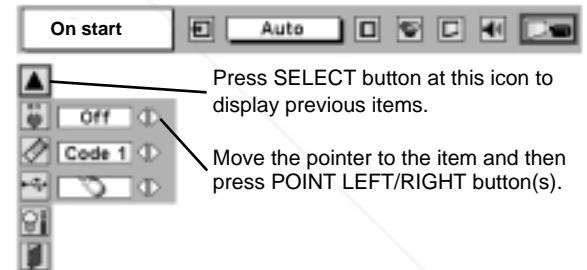 On start
Auto
Press SELECT button at this icon to
display previous items.
Off
Code 1
Move the pointer to the item and then
press POINT LEFT/RIGHT button(s).